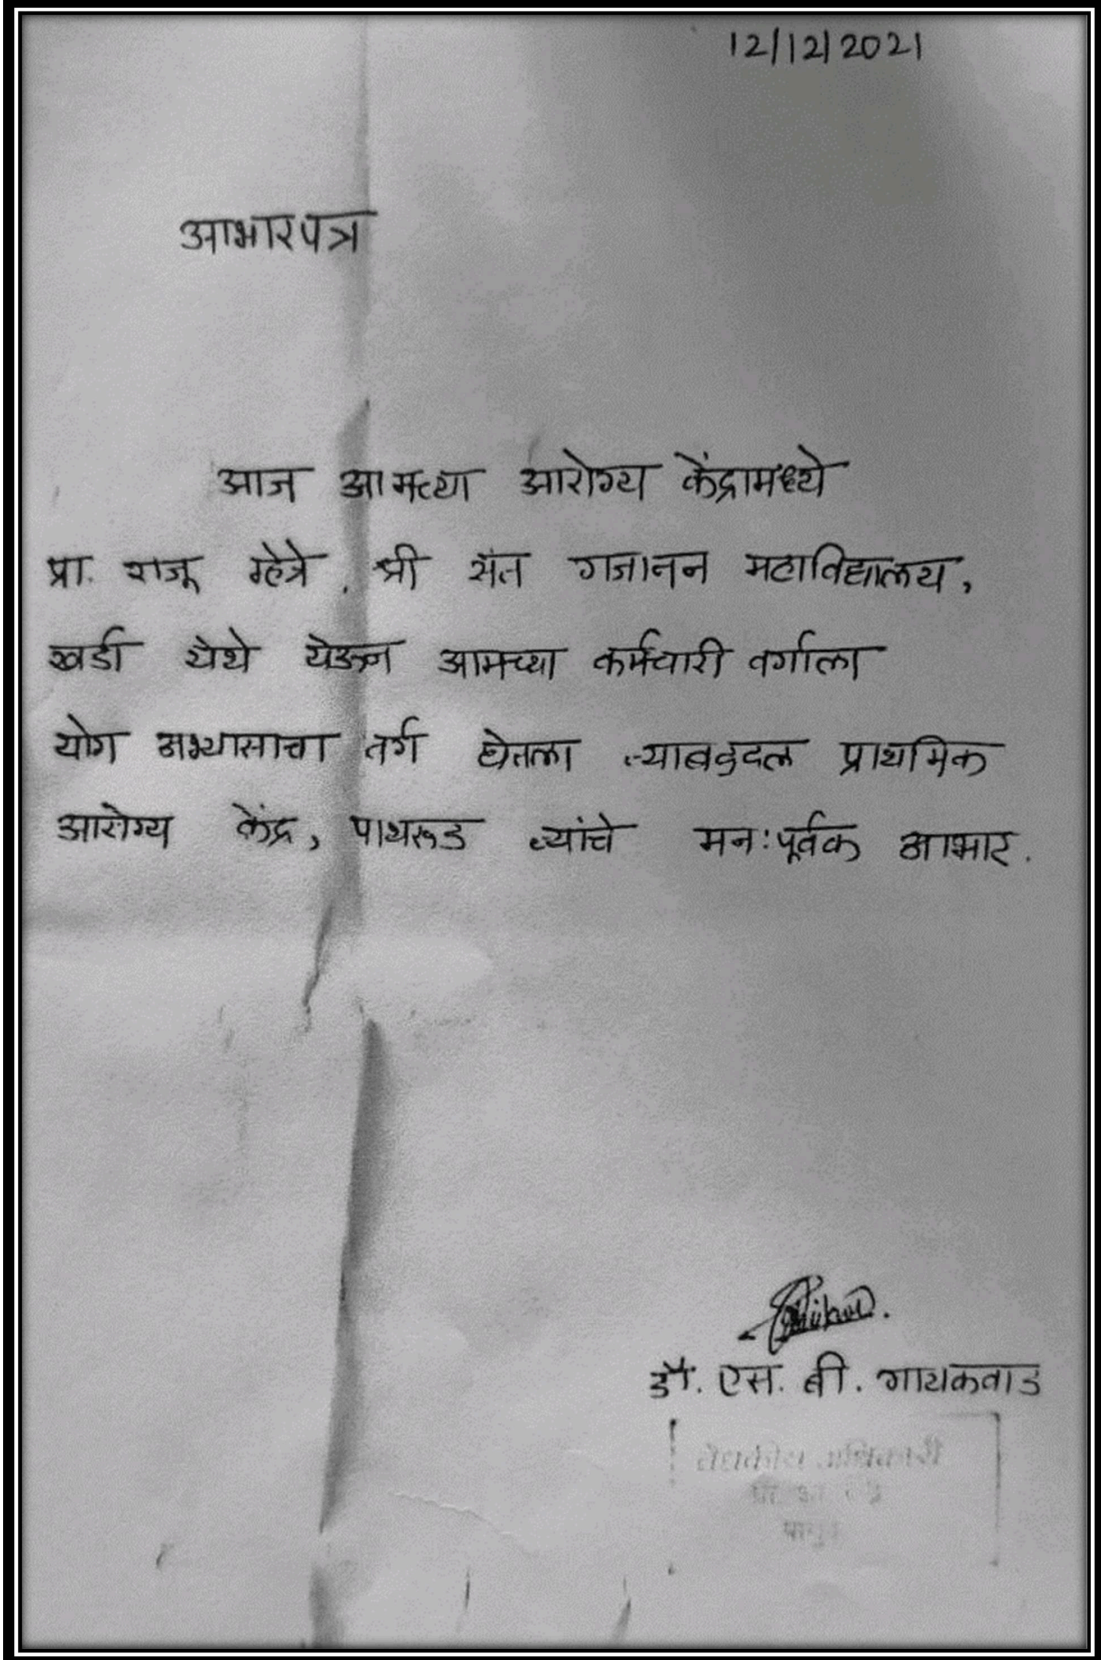 12/12/2021
आभारपत्र
आज आमच्या आरोग्य केंद्रामध्ये
प्रा. राजू म्हेत्रे, श्री संत गजानन महाविद्यालय,
खर्डा येथे येऊन आमच्या कर्मचारी वर्गाला
योग अभ्यासाचा वर्ग घेतला त्याबद्दल प्राथमिक
आरोग्य केंद्र, पाथरूड त्यांचे मनःपूर्वक आभार.
डॉ. एस. बी. गायकवाड